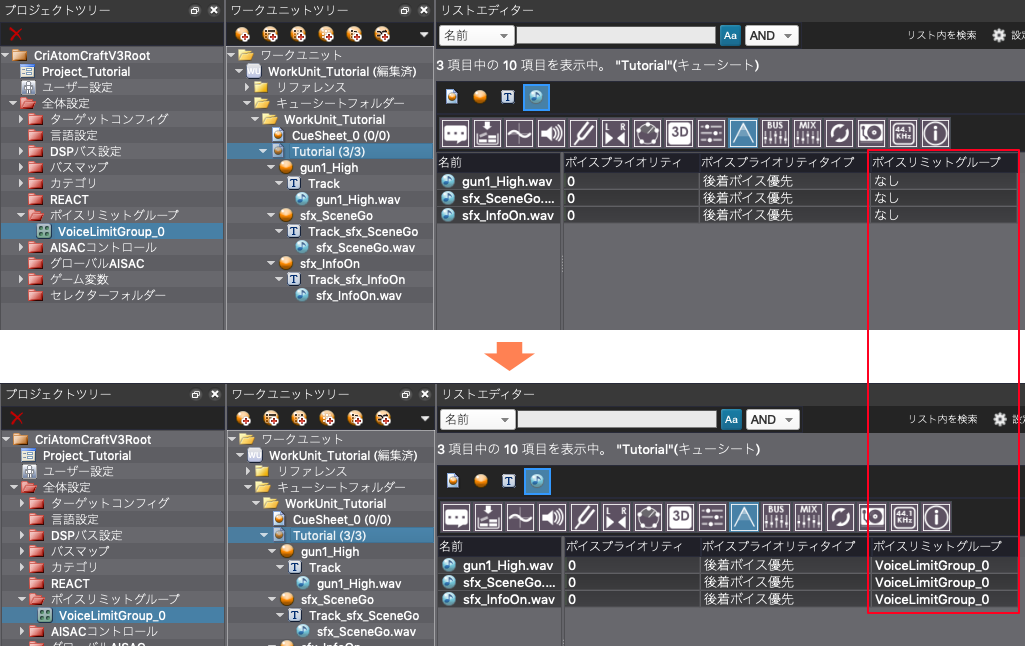 プロジェクトツリー
CriAtomCraftV3Root
Project_Tutorial
ユーザー設定
全体設定
ターゲットコンフィグ
言語設定
DSPバス設定
バスマップ
カテゴリ
REACT
ボイスリミットグループ
VoiceLimitGroup_0
AISACコントロール
グローバルAISAC
ゲーム変数
セレクターフォルダー
ワークユニットツリー
ワークユニット
WorkUnit_Tutorial (編集済)
リファレンス
キューシートフォルダー
WorkUnit_Tutorial
CueSheet_0 (0/0)
Tutorial (3/3)
gun1_High
Track
gun1_High.wav
sfx_SceneGo
Track_sfx_SceneGo
sfx_SceneGo.wav
sfx_InfoOn
Track_sfx_InfoOn
sfx_InfoOn.wav
リストエディター
名前 Aa AND リスト内を検索
3 項目中の 10 項目を表示中。 "Tutorial"(キューシート)
T
3D BUS MIX 44.1 KHz
名前 ボイスプライオリティ ボイスプライオリティタイプ ボイスリミットグループ
gun1_High.wav 0 後着ボイス優先 なし
sfx_SceneGo.... 0 後着ボイス優先 なし
sfx_InfoOn.wav 0 後着ボイス優先 なし
プロジェクトツリー
CriAtomCraftV3Root
Project_Tutorial
ユーザー設定
全体設定
ターゲットコンフィグ
言語設定
DSPバス設定
バスマップ
カテゴリ
REACT
ボイスリミットグループ
VoiceLimitGroup_0
AISACコントロール
ワークユニットツリー
ワークユニット
WorkUnit_Tutorial (編集済)
リファレンス
キューシートフォルダー
WorkUnit_Tutorial
CueSheet_0 (0/0)
Tutorial (3/3)
gun1_High
Track
gun1_High.wav
sfx_SceneGo
Track_sfx_SceneGo
sfx_SceneGo.wav
リストエディター
名前 Aa AND リスト内を検索
3 項目中の 10 項目を表示中。 "Tutorial"(キューシート)
T
3D BUS MIX 44.1 KHz
名前 ボイスプライオリティ ボイスプライオリティタイプ ボイスリミットグループ
gun1_High.wav 0 後着ボイス優先 VoiceLimitGroup_0
sfx_SceneGo.... 0 後着ボイス優先 VoiceLimitGroup_0
sfx_InfoOn.wav 0 後着ボイス優先 VoiceLimitGroup_0